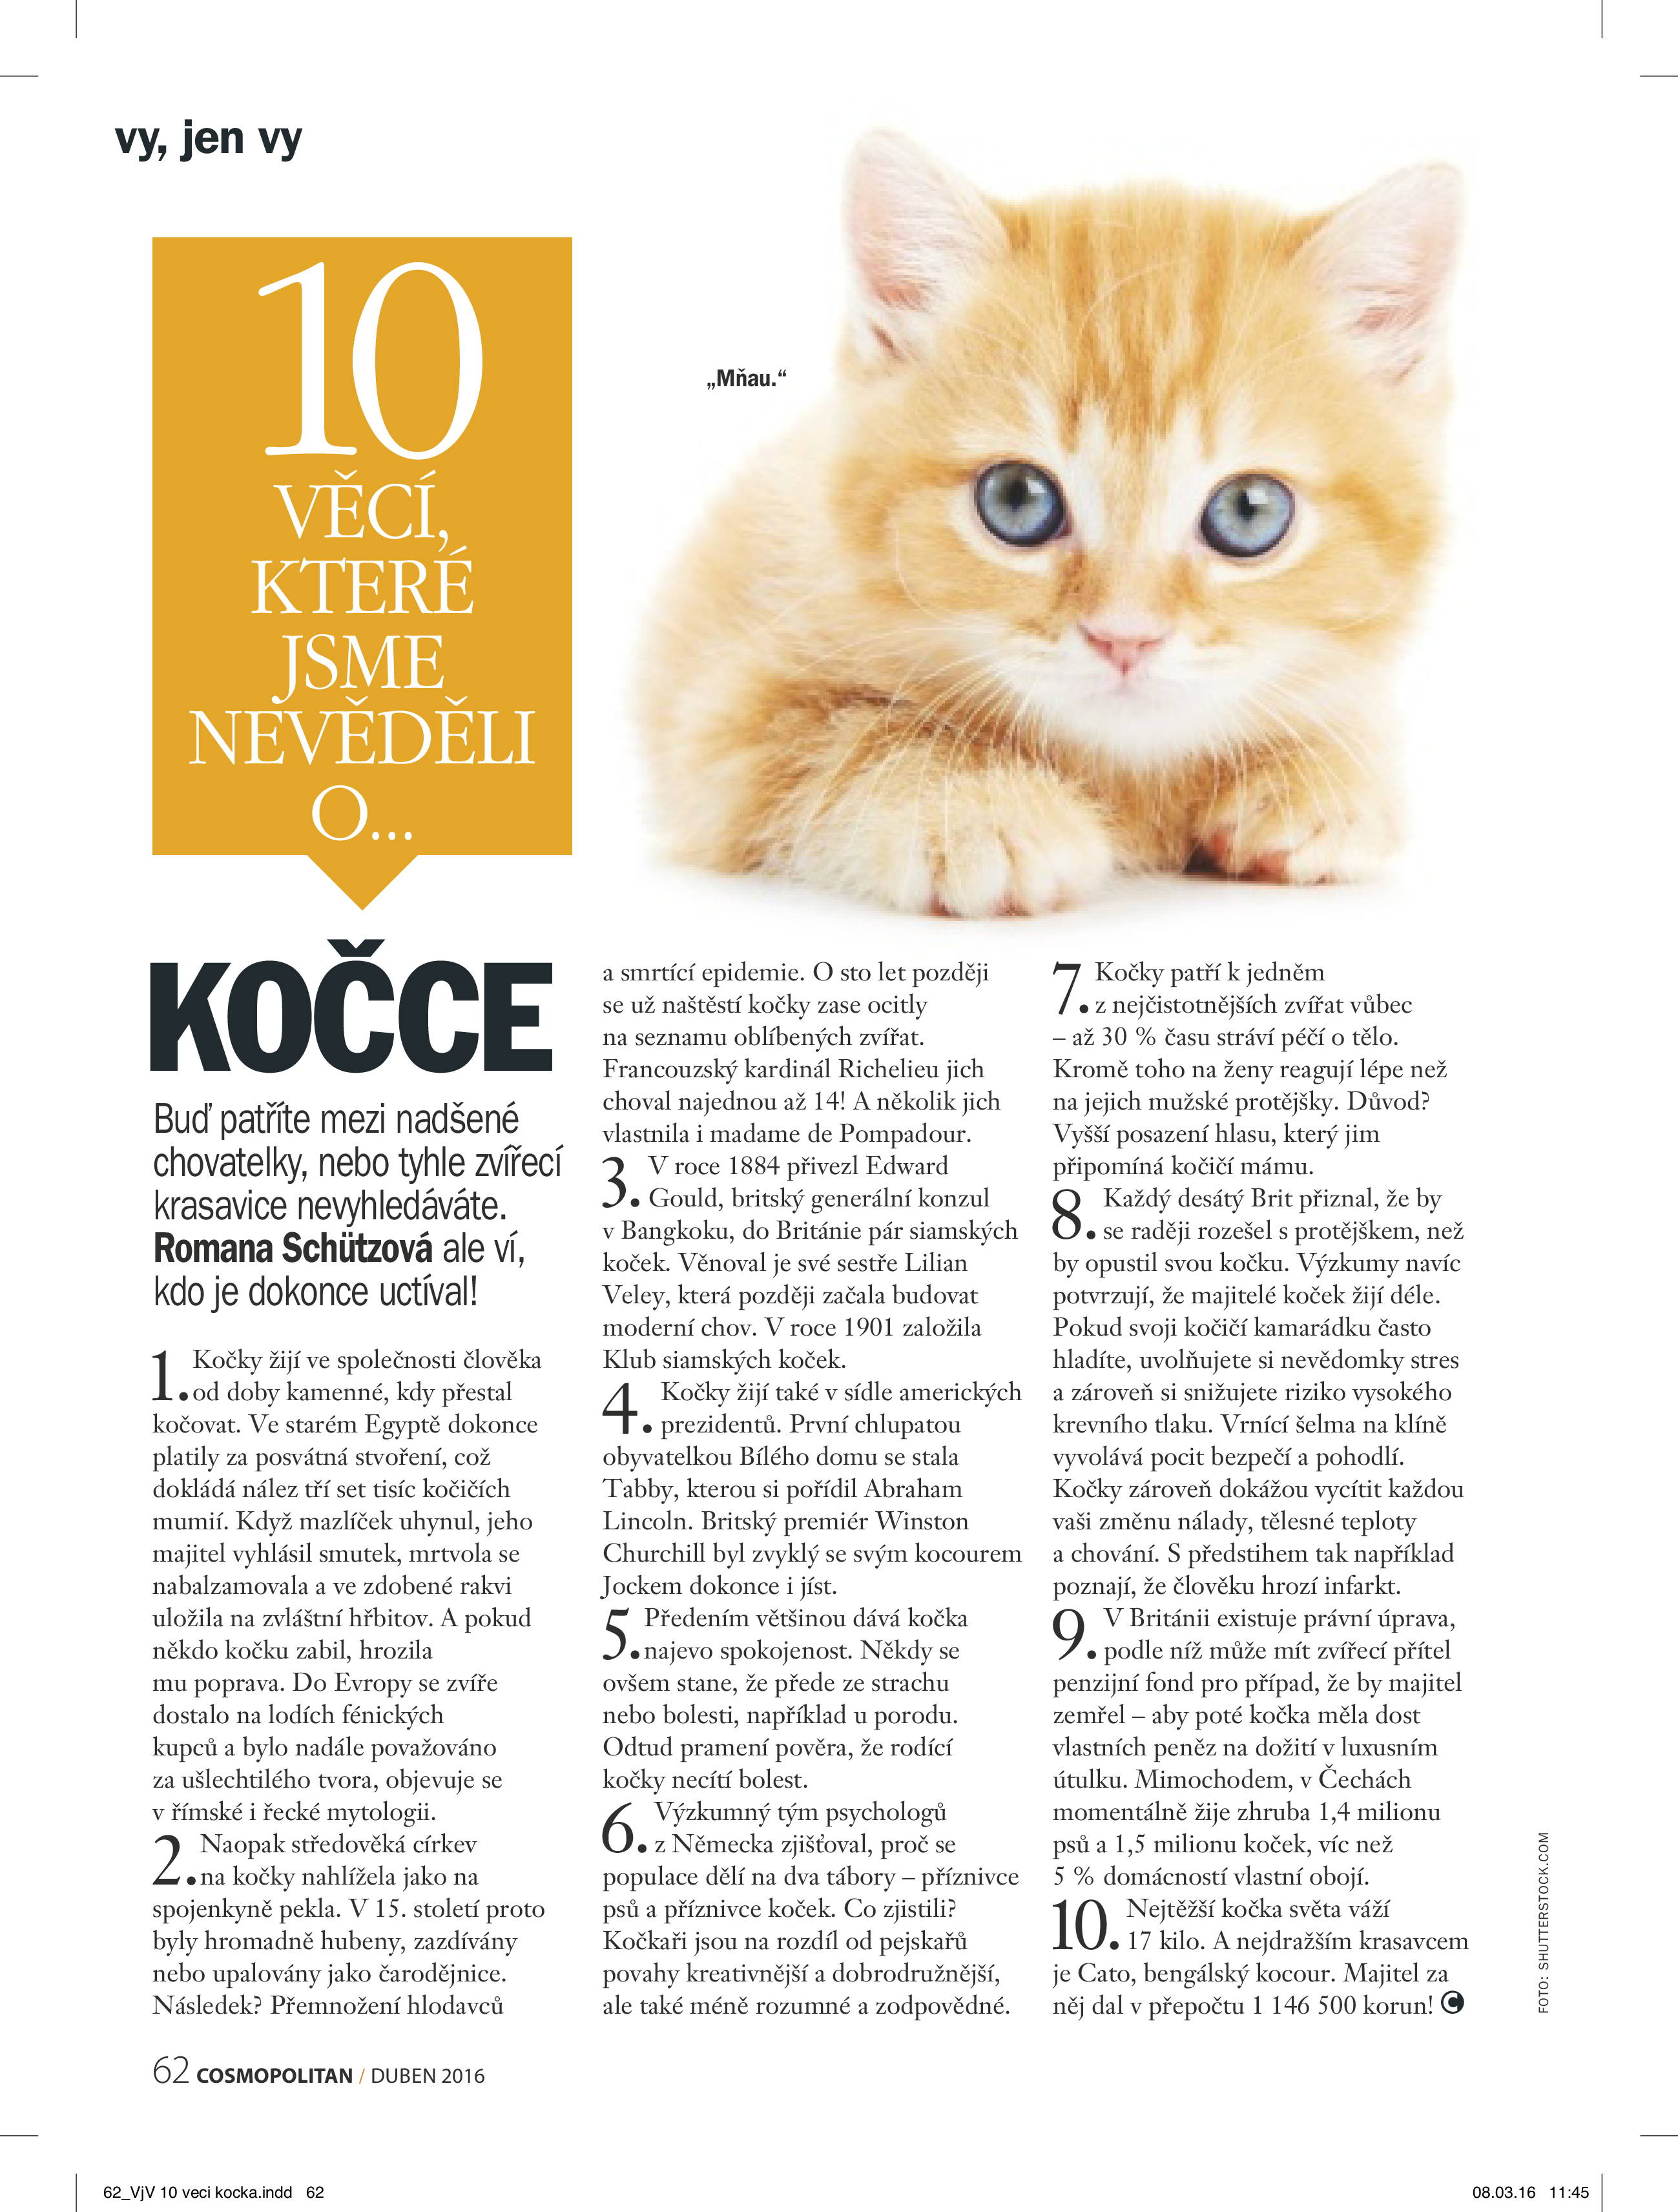 vy, jen vy
10
VĚCÍ,
KTERÉ
JSME
NEVĚDĚLI
O...
„Mňau.“
KOČCE
Buď patříte mezi nadšené
chovatelky, nebo tyhle zvířecí
krasavice nevyhledáváte.
Romana Schützová ale ví,
kdo je dokonce uctíval!
1. Kočky žijí ve společnosti člověka
od doby kamenné, kdy přestal
kočovat. Ve starém Egyptě dokonce
platily za posvátná stvoření, což
dokládá nález tří set tisíc kočičích
mumií. Když mazlíček uhynul, jeho
majitel vyhlásil smutek, mrtvola se
nabalzamovala a ve zdobené rakvi
uložila na zvláštní hřbitov. A pokud
někdo kočku zabil, hrozila
mu poprava. Do Evropy se zvíře
dostalo na lodích fénických
kupců a bylo nadále považováno
za ušlechtilého tvora, objevuje se
v římské i řecké mytologii.
2. Naopak středověká církev
na kočky nahlížela jako na
spojenkyně pekla. V 15. století proto
byly hromadně hubeny, zazdívány
nebo upalovány jako čarodějnice.
Následek? Přemnožení hlodavců
a smrtící epidemie. O sto let později
se už naštěstí kočky zase ocitly
na seznamu oblíbených zvířat.
Francouzský kardinál Richelieu jich
choval najednou až 14! A několik jich
vlastnila i madame de Pompadour.
3. V roce 1884 přivezl Edward
Gould, britský generální konzul
v Bangkoku, do Británie pár siamských
koček. Věnoval je své sestře Lilian
Veley, která později začala budovat
moderní chov. V roce 1901 založila
Klub siamských koček.
4. Kočky žijí také v sídle amerických
prezidentů. První chlupatou
obyvatelkou Bílého domu se stala
Tabby, kterou si pořídil Abraham
Lincoln. Britský premiér Winston
Churchill byl zvyklý se svým kocourem
Jockem dokonce i jíst.
5. Předením většinou dává kočka
najevo spokojenost. Někdy se
ovšem stane, že přede ze strachu
nebo bolesti, například u porodu.
Odtud pramení pověra, že rodící
kočky necítí bolest.
6. Výzkumný tým psychologů
z Německa zjišťoval, proč se
populace dělí na dva tábory – příznivce
psů a příznivce koček. Co zjistili?
Kočkaři jsou na rozdíl od pejskařů
povahy kreativnější a dobrodružnější,
ale také méně rozumné a zodpovědné.
7. Kočky patří k jedněm
z nejčistotnějších zvířat vůbec
– až 30 % času stráví péčí o tělo.
Kromě toho na ženy reagují lépe než
na jejich mužské protějšky. Důvod?
Vyšší posazení hlasu, který jim
připomíná kočičí mámu.
8. Každý desátý Brit přiznal, že by
se raději rozešel s protějškem, než
by opustil svou kočku. Výzkumy navíc
potvrzují, že majitelé koček žijí déle.
Pokud svoji kočičí kamarádku často
hladíte, uvolňujete si nevědomky stres
a zároveň si snižujete riziko vysokého
krevního tlaku. Vrnící šelma na klíně
vyvolává pocit bezpečí a pohodlí.
Kočky zároveň dokážou vycítit každou
vaši změnu nálady, tělesné teploty
a chování. S předstihem tak například
poznají, že člověku hrozí infarkt.
9. V Británii existuje právní úprava,
podle níž může mít zvířecí přítel
penzijní fond pro případ, že by majitel
zemřel – aby poté kočka měla dost
vlastních peněz na dožití v luxusním
útulku. Mimochodem, v Čechách
momentálně žije zhruba 1,4 milionu
psů a 1,5 milionu koček, víc než
5 % domácností vlastní obojí.
10. Nejtěžší kočka světa váží
17 kilo. A nejdražším krasavcem
je Cato, bengálský kocour. Majitel za
něj dal v přepočtu 1 146 500 korun! C
FOTO: SHUTTERSTOCK.COM
62 COSMOPOLITAN / DUBEN 2016
62_VjV 10 veci kocka.indd 62
08.03.16 11:45